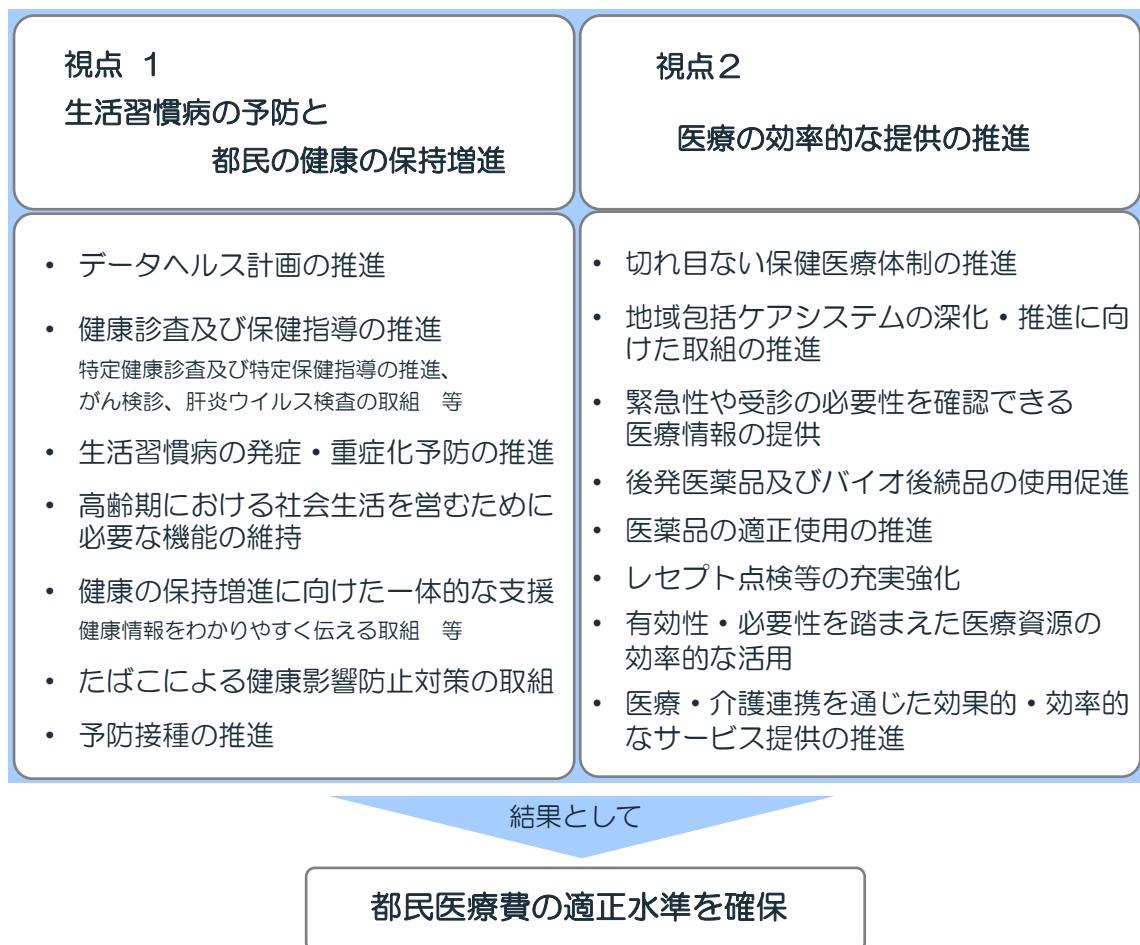 視点 1
生活習慣病の予防と
都民の健康の保持増進
• データヘルス計画の推進
• 健康診査及び保健指導の推進
特定健康診査及び特定保健指導の推進、
がん検診、肝炎ウイルス検査の取組 等
• 生活習慣病の発症・重症化予防の推進
• 高齢期における社会生活を営むために
必要な機能の維持
• 健康の保持増進に向けた一体的な支援
健康情報をわかりやすく伝える取組 等
• たばこによる健康影響防止対策の取組
• 予防接種の推進
視点2
医療の効率的な提供の推進
• 切れ目ない保健医療体制の推進
• 地域包括ケアシステムの深化・推進に向
けた取組の推進
• 緊急性や受診の必要性を確認できる
医療情報の提供
• 後発医薬品及びバイオ後続品の使用促進
• 医薬品の適正使用の推進
• レセプト点検等の充実強化
• 有効性・必要性を踏まえた医療資源の
効率的な活用
• 医療・介護連携を通じた効果的・効率的
なサービス提供の推進
結果として
都民医療費の適正水準を確保